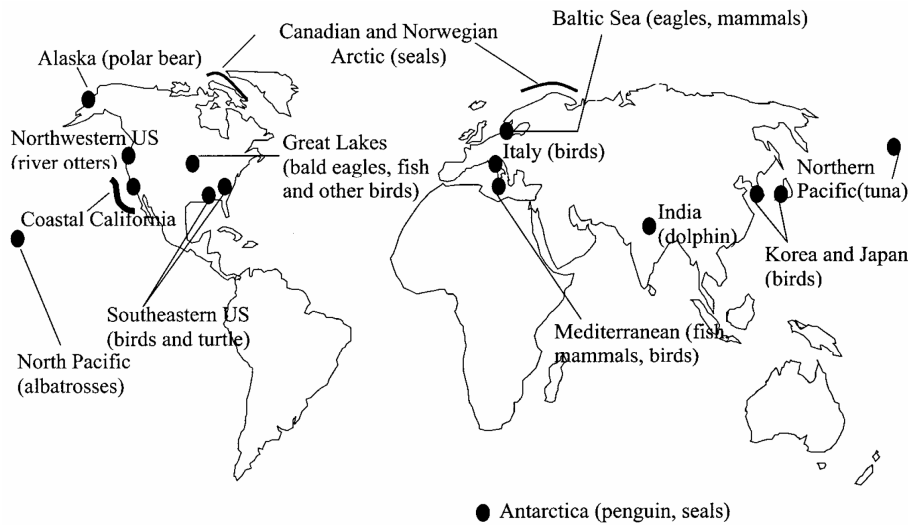 Baltic Sea (eagles, mammals)
Canadian and Norwegian
Arctic (seals)
Alaska (polar bear)
Northwestern US
(river otters)
Great Lakes
(bald eagles, fish
and other birds)
Italy (birds)
Northern
Pacific(tuna)
Coastal California
India
(dolphin)
Korea and Japan
(birds)
Southeastern US
(birds and turtle)
Mediterranean (fish,
mammals, birds)
North Pacific
(albatrosses)
Antarctica (penguin, seals)